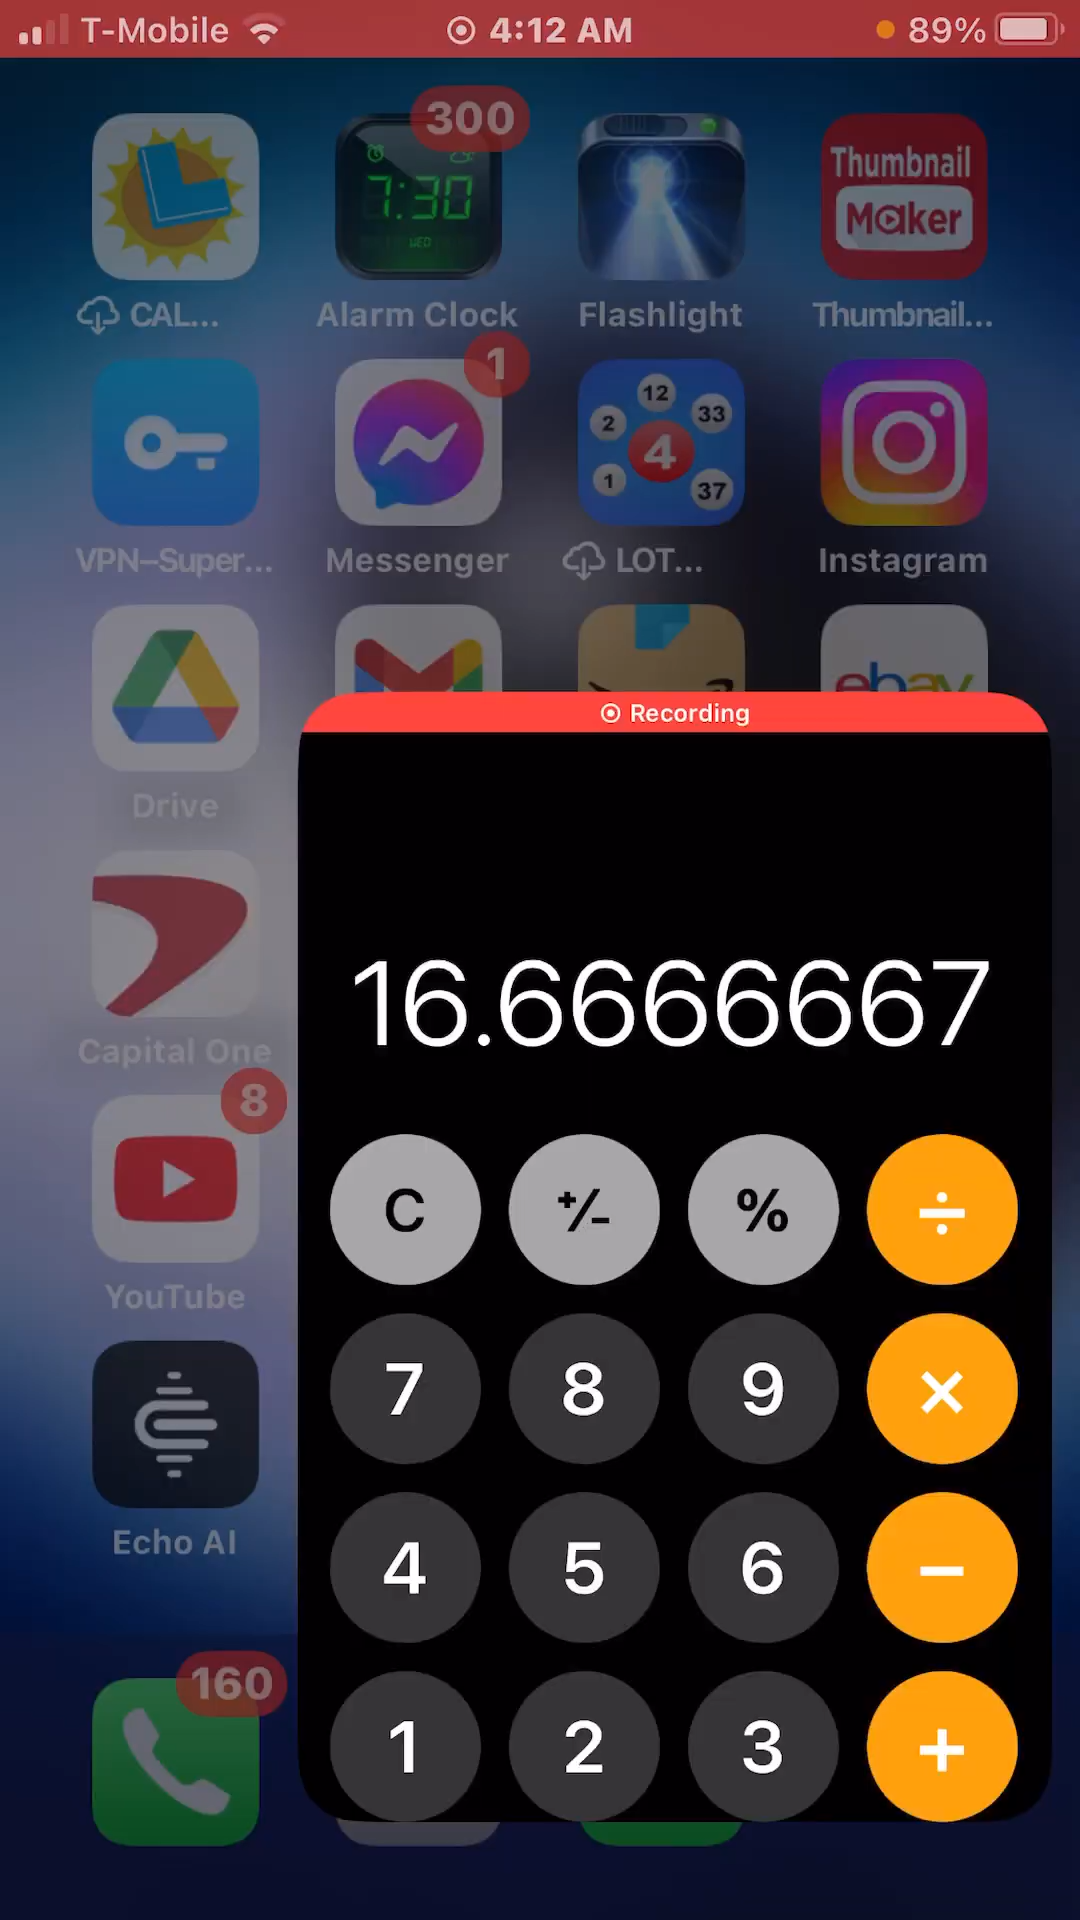 T-Mobile 4:12 AM 89%
300
7:30
WED
Thumbnail
Maker
CAL... Alarm Clock Flashlight Thumbnail...
1
12
2 33
4
1 37
VPN–Super... Messenger LOT... Instagram
ebay
Recording
Drive
16.6666667
Capital One
8
C +/- % ÷
YouTube
7 8 9 ×
Echo AI
4 5 6 −
160
1 2 3 +